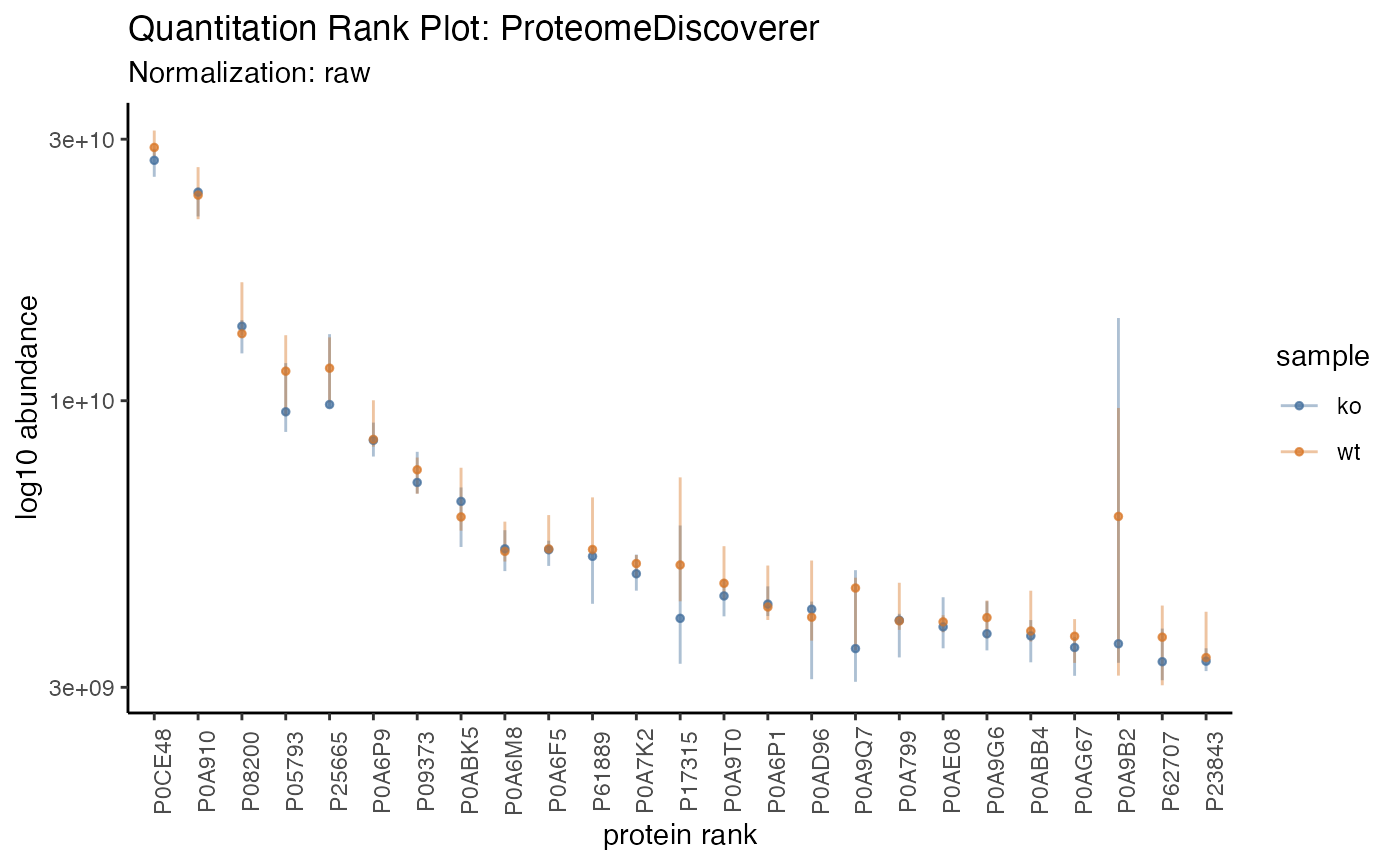 Quantitation Rank Plot: ProteomeDiscoverer
Normalization: raw
log10 abundance
3e+10
1e+10
3e+09
P0CE48
P0A910
P08200
P05793
P25665
P0A6P9
P09373
P0ABK5
P0A6M8
P0A6F5
P61889
P0A7K2
P17315
P0A9T0
P0A6P1
P0AD96
P0A9Q7
P0A799
P0AE08
P0A9G6
P0ABB4
P0AG67
P0A9B2
P62707
P23843
protein rank
sample
ko
wt